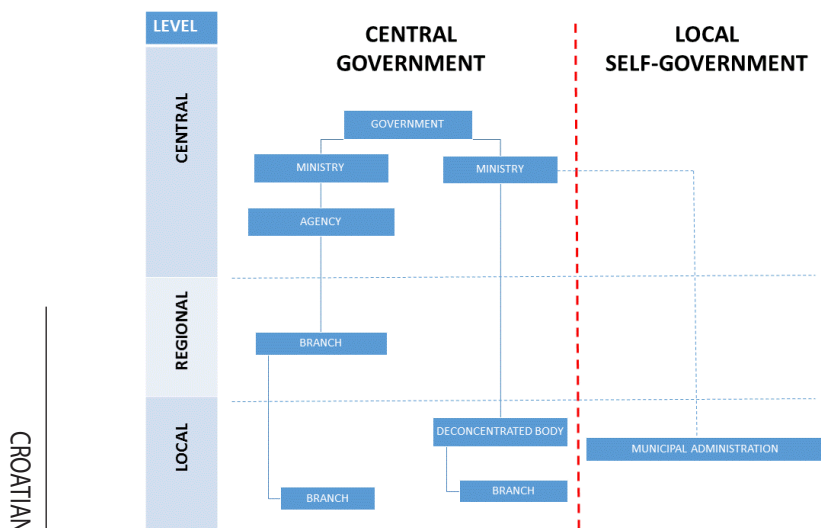 LEVEL
CENTRAL
GOVERNMENT
LOCAL
SELF-GOVERNMENT
CENTRAL
GOVERNMENT
MINISTRY
MINISTRY
AGENCY
REGIONAL
BRANCH
LOCAL
DECONCENTRATED BODY
MUNICIPAL ADMINISTRATION
BRANCH
BRANCH
CROATIAN